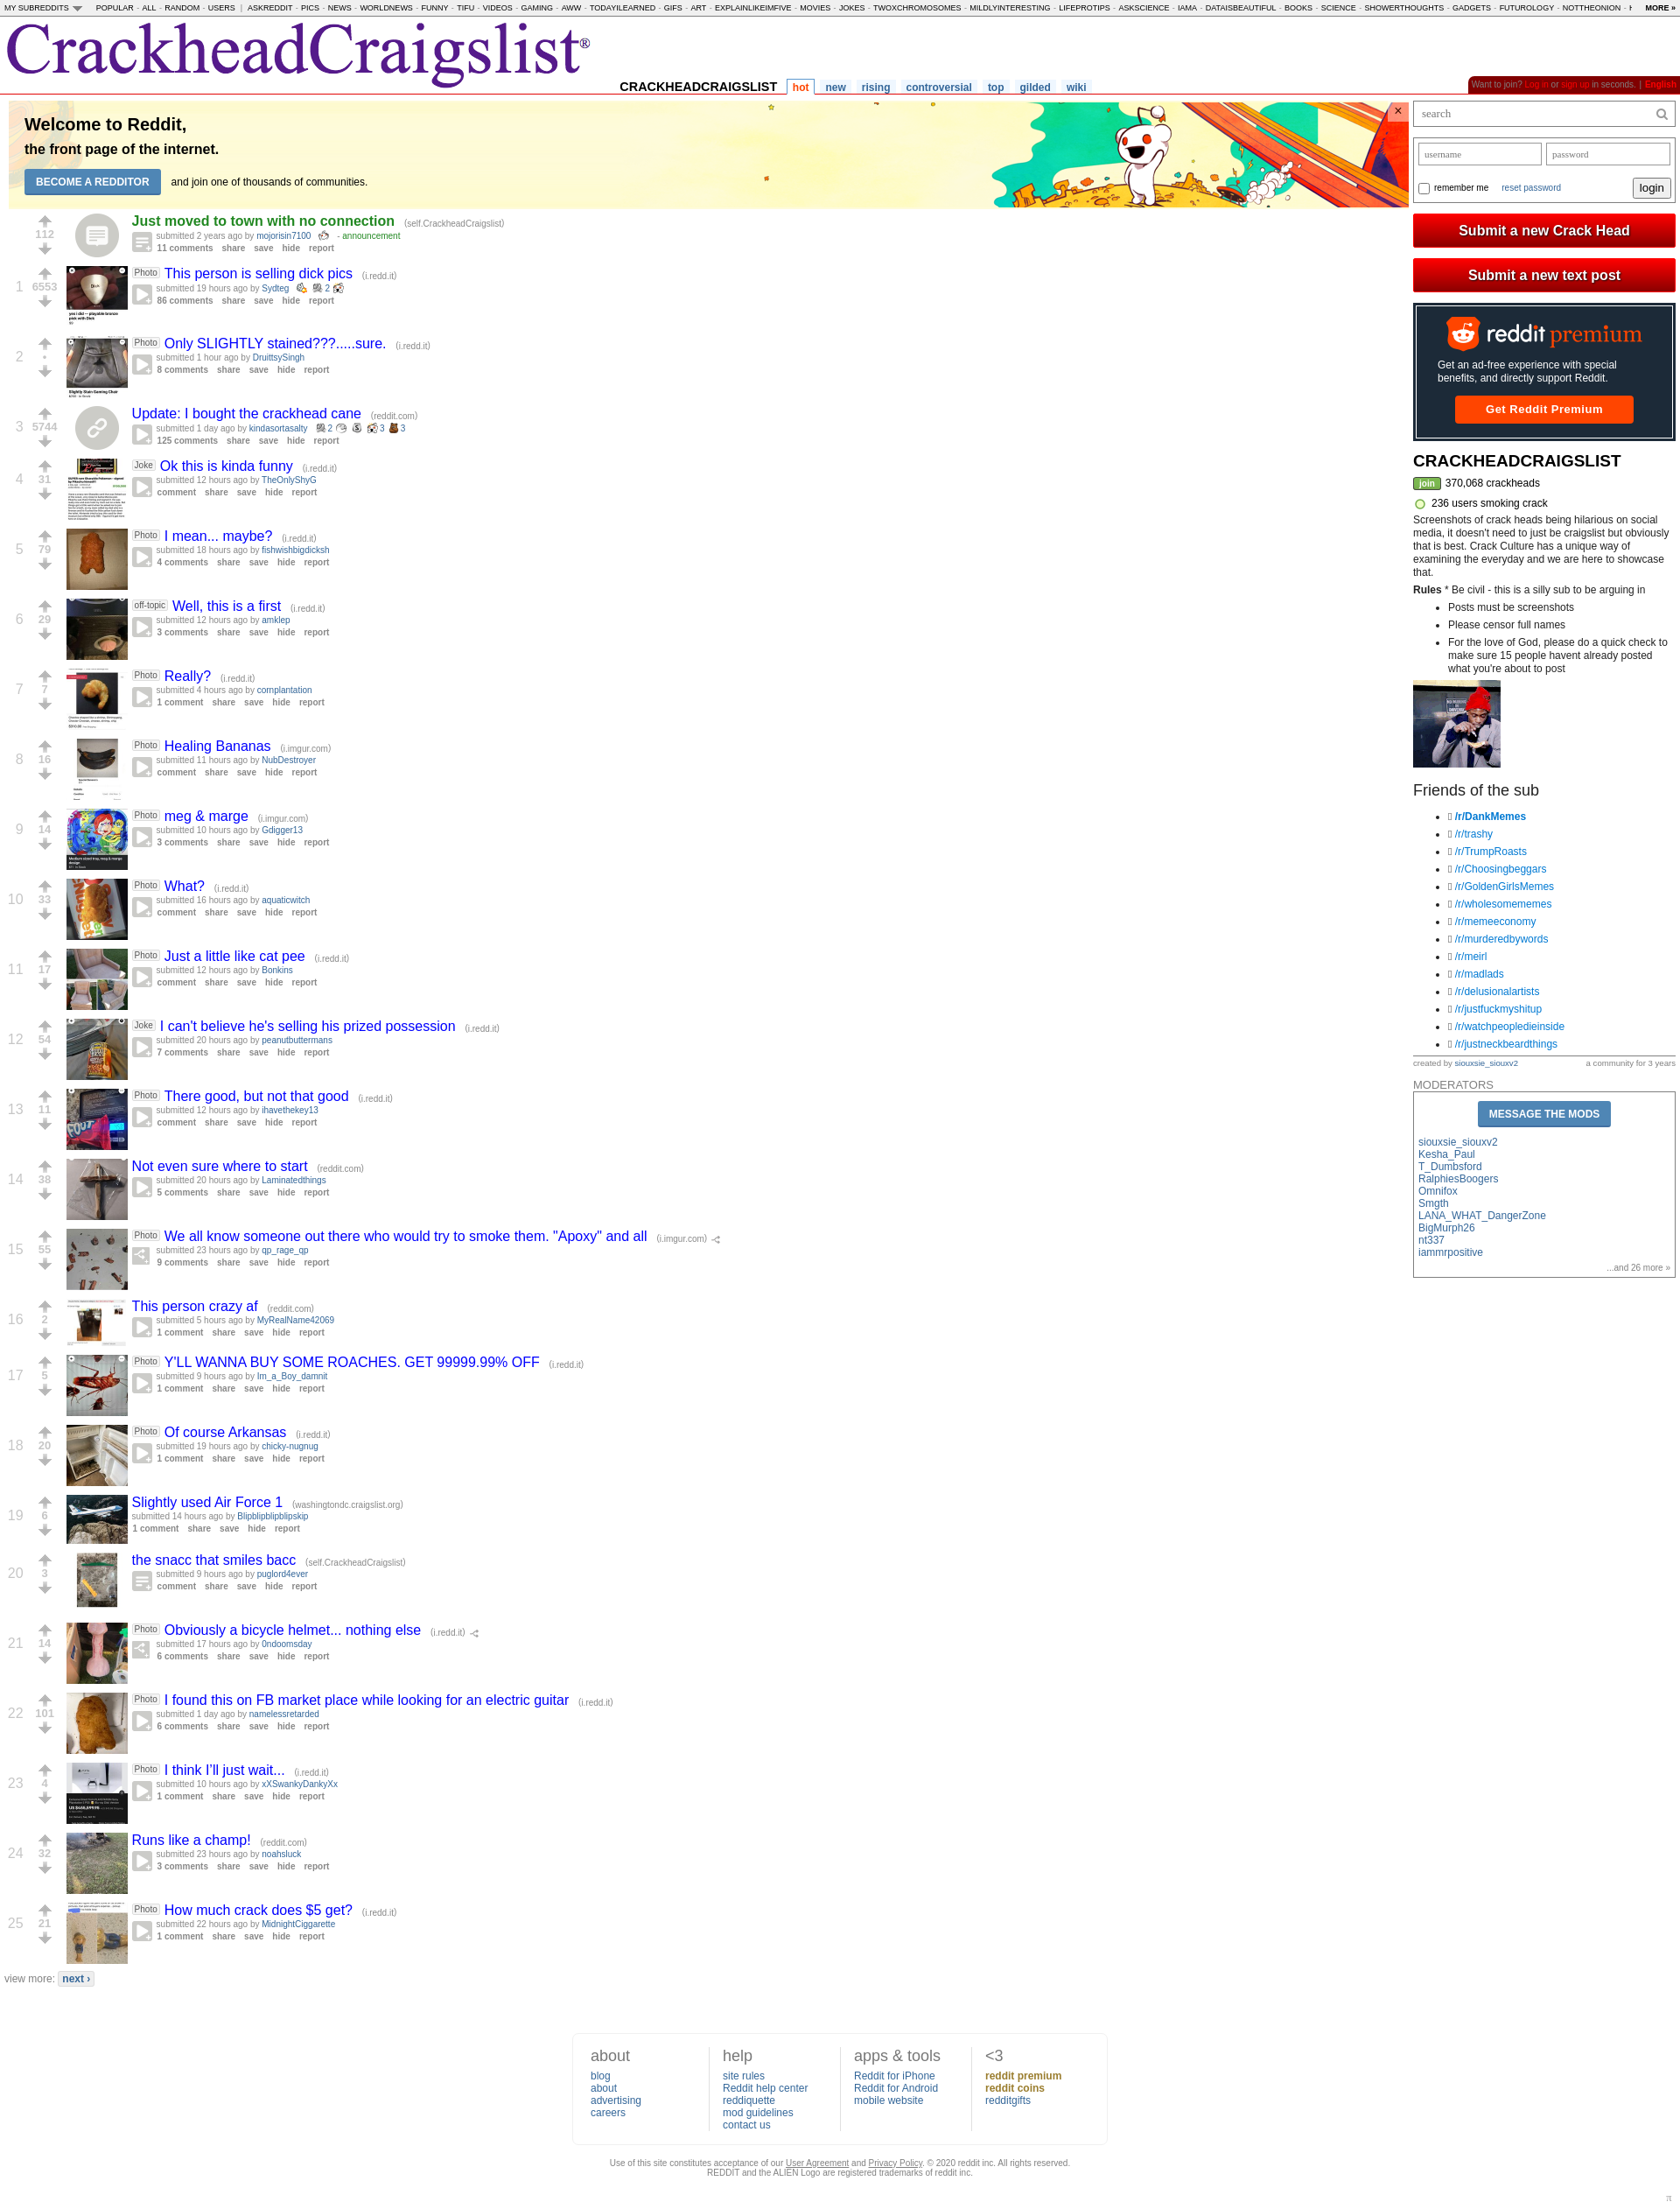 MY SUBREDDITS POPULAR - ALL - RANDOM - USERS | ASKREDDIT - PICS - NEWS - WORLDNEWS - FUNNY - TIFU - VIDEOS - GAMING - AWW - TODAYILEARNED - GIFS - ART - EXPLAINLIKEIMFIVE - MOVIES - JOKES - TWOXCHROMOSOMES - MILDLYINTERESTING - LIFEPROTIPS - ASKSCIENCE - IAMA - DATAISBEAUTIFUL - BOOKS - SCIENCE - SHOWERTHOUGHTS - GADGETS - FUTUROLOGY - NOTTHEONION - MORE »
CrackheadCraigslist®
CRACKHEADCRAIGSLIST hot new rising controversial top gilded wiki
Want to join? Log in or sign up in seconds. | English
Welcome to Reddit,
the front page of the internet.
BECOME A REDDITOR and join one of thousands of communities.
×
112
Just moved to town with no connection (self.CrackheadCraigslist)
submitted 2 years ago by mojorisin7100 - announcement
11 comments share save hide report
1 6553
Photo This person is selling dick pics (i.redd.it)
submitted 19 hours ago by Sydteg 2
86 comments share save hide report
2 •
Photo Only SLIGHTLY stained???.....sure. (i.redd.it)
submitted 1 hour ago by DruittsySingh
8 comments share save hide report
3 5744
Update: I bought the crackhead cane (reddit.com)
submitted 1 day ago by kindasortasalty 2 3 3
125 comments share save hide report
4 31
Joke Ok this is kinda funny (i.redd.it)
submitted 12 hours ago by TheOnlyShyG
comment share save hide report
5 79
Photo I mean... maybe? (i.redd.it)
submitted 18 hours ago by fishwishbigdicksh
4 comments share save hide report
6 29
off-topic Well, this is a first (i.redd.it)
submitted 12 hours ago by amklep
3 comments share save hide report
7 7
Photo Really? (i.redd.it)
submitted 4 hours ago by cornplantation
1 comment share save hide report
8 16
Photo Healing Bananas (i.imgur.com)
submitted 11 hours ago by NubDestroyer
comment share save hide report
9 14
Photo meg & marge (i.imgur.com)
submitted 10 hours ago by Gdigger13
3 comments share save hide report
10 33
Photo What? (i.redd.it)
submitted 16 hours ago by aquaticwitch
comment share save hide report
11 17
Photo Just a little like cat pee (i.redd.it)
submitted 12 hours ago by Bonkins
comment share save hide report
12 54
Joke I can't believe he's selling his prized possession (i.redd.it)
submitted 20 hours ago by peanutbuttermans
7 comments share save hide report
13 11
Photo There good, but not that good (i.redd.it)
submitted 12 hours ago by ihavethekey13
comment share save hide report
14 38
Not even sure where to start (reddit.com)
submitted 20 hours ago by Laminatedthings
5 comments share save hide report
15 55
Photo We all know someone out there who would try to smoke them. "Apoxy" and all (i.imgur.com)
submitted 23 hours ago by qp_rage_qp
9 comments share save hide report
16 2
This person crazy af (reddit.com)
submitted 5 hours ago by MyRealName42069
1 comment share save hide report
17 5
Photo Y'LL WANNA BUY SOME ROACHES. GET 99999.99% OFF (i.redd.it)
submitted 9 hours ago by Im_a_Boy_damnit
1 comment share save hide report
18 20
Photo Of course Arkansas (i.redd.it)
submitted 19 hours ago by chicky-nugnug
1 comment share save hide report
19 6
Slightly used Air Force 1 (washingtondc.craigslist.org)
submitted 14 hours ago by Blipblipblipblipskip
1 comment share save hide report
20 3
the snacc that smiles bacc (self.CrackheadCraigslist)
submitted 9 hours ago by puglord4ever
comment share save hide report
21 14
Photo Obviously a bicycle helmet... nothing else (i.redd.it)
submitted 17 hours ago by 0ndoomsday
6 comments share save hide report
22 101
Photo I found this on FB market place while looking for an electric guitar (i.redd.it)
submitted 1 day ago by namelessretarded
6 comments share save hide report
23 4
Photo I think I’ll just wait... (i.redd.it)
submitted 10 hours ago by xXSwankyDankyXx
1 comment share save hide report
24 32
Runs like a champ! (reddit.com)
submitted 23 hours ago by noahsluck
3 comments share save hide report
25 21
Photo How much crack does $5 get? (i.redd.it)
submitted 22 hours ago by MidnightCiggarette
1 comment share save hide report
view more: next ›
search
username password
remember me reset password login
Submit a new Crack Head
Submit a new text post
reddit premium
Get an ad-free experience with special
benefits, and directly support Reddit.
Get Reddit Premium
CRACKHEADCRAIGSLIST
join 370,068 crackheads
236 users smoking crack
Screenshots of crack heads being hilarious on social
media, it doesn't need to just be craigslist but obviously
that is best. Crack Culture has a unique way of
examining the everyday and we are here to showcase
that.
Rules * Be civil - this is a silly sub to be arguing in
• Posts must be screenshots
• Please censor full names
• For the love of God, please do a quick check to
make sure 15 people havent already posted
what you're about to post
Friends of the sub
• /r/DankMemes
• /r/trashy
• /r/TrumpRoasts
• /r/Choosingbeggars
• /r/GoldenGirlsMemes
• /r/wholesomememes
• /r/memeeconomy
• /r/murderedbywords
• /r/meirl
• /r/madlads
• /r/delusionalartists
• /r/justfuckmyshitup
• /r/watchpeopledieinside
• /r/justneckbeardthings
created by siouxsie_siouxv2 a community for 3 years
MODERATORS
MESSAGE THE MODS
siouxsie_siouxv2
Kesha_Paul
T_Dumbsford
RalphiesBoogers
Omnifox
Smgth
LANA_WHAT_DangerZone
BigMurph26
nt337
iammrpositive
...and 26 more »
about
blog
about
advertising
careers
help
site rules
Reddit help center
reddiquette
mod guidelines
contact us
apps & tools
Reddit for iPhone
Reddit for Android
mobile website
<3
reddit premium
reddit coins
redditgifts
Use of this site constitutes acceptance of our User Agreement and Privacy Policy. © 2020 reddit inc. All rights reserved.
REDDIT and the ALIEN Logo are registered trademarks of reddit inc.
π